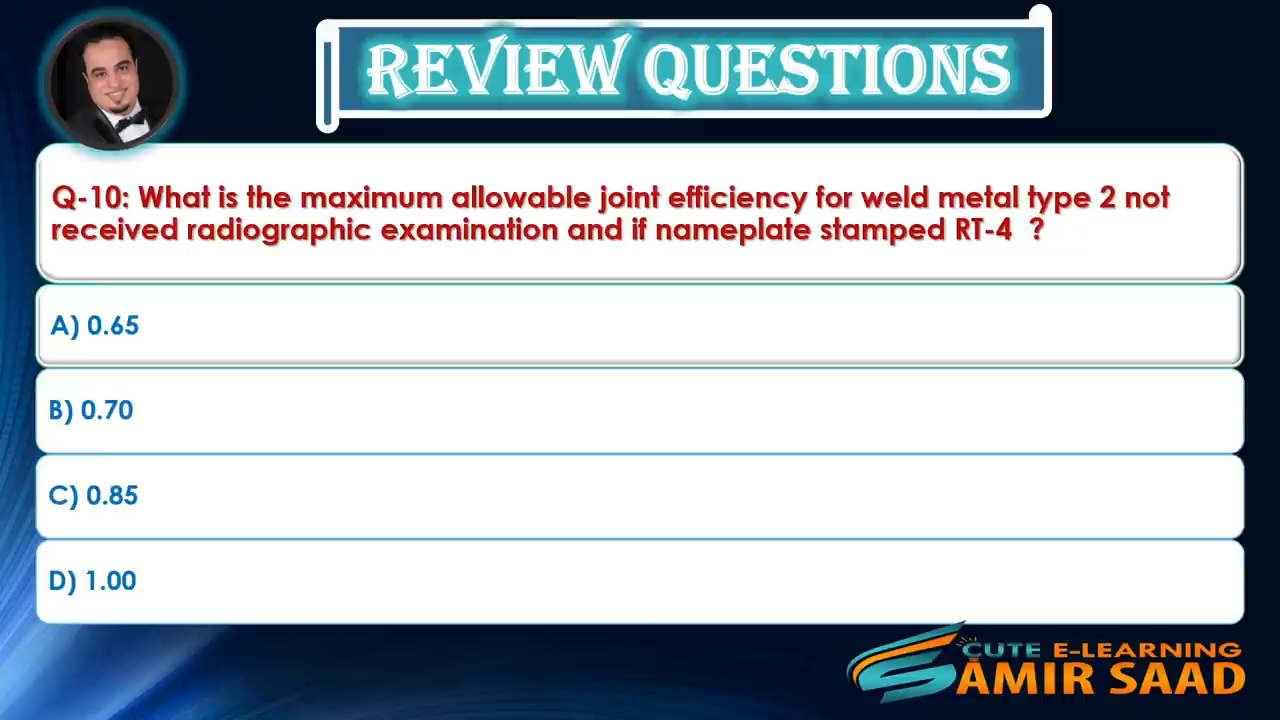 REVIEW QUESTIONS
Q-10: What is the maximum allowable joint efficiency for weld metal type 2 not
received radiographic examination and if nameplate stamped RT-4 ?
A) 0.65
B) 0.70
C) 0.85
D) 1.00
CUTE E-LEARNING
AMIR SAAD